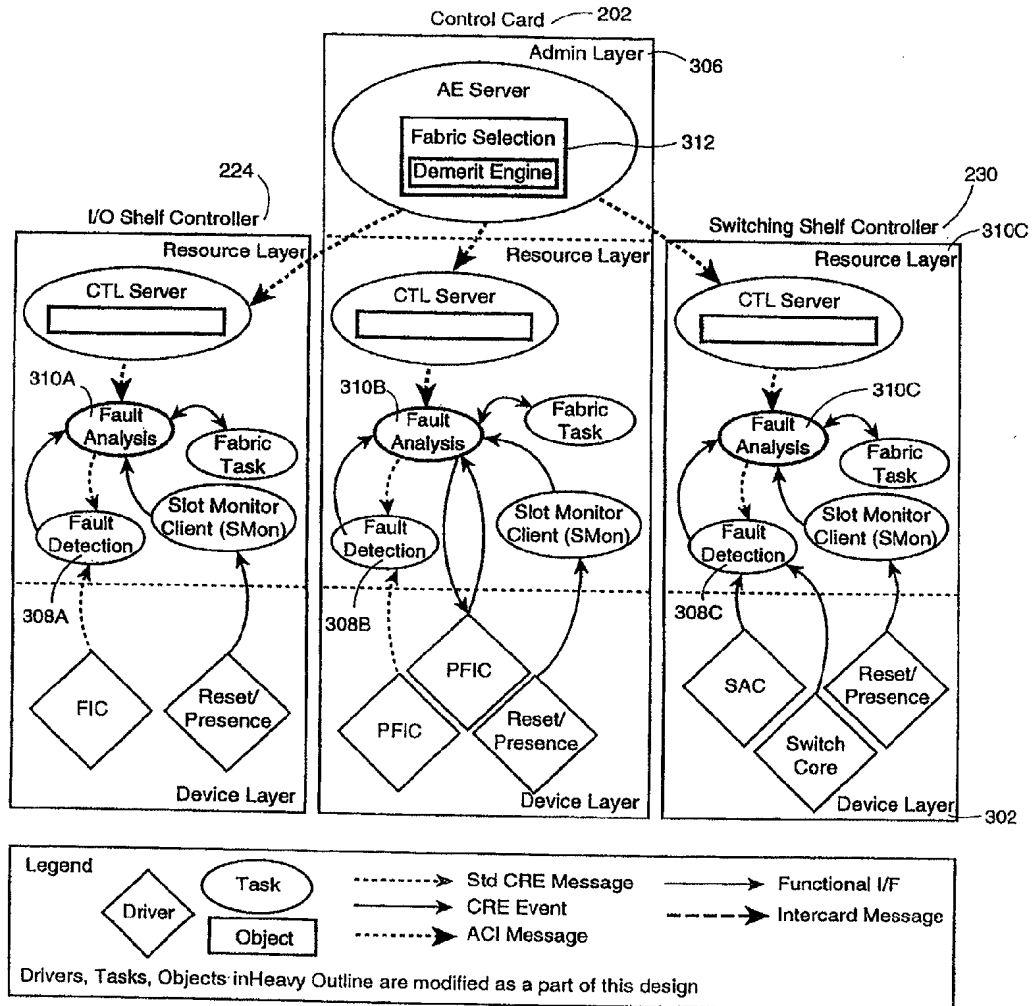 Control Card
202
Admin Layer
306
AE Server
Fabric Selection
312
Demerit Engine
224
I/O Shelf Controller
Resource Layer
CTL Server
310A
Fault
Analysis
Fabric
Task
Slot Monitor
Client (SMon)
Fault
Detection
308A
FIC
Reset/
Presence
Device Layer
Resource Layer
CTL Server
310B
Fault
Analysis
Fabric
Task
Slot Monitor
Client (SMon)
Fault
Detection
308B
PFIC
PFIC
Reset/
Presence
Device Layer
230
Switching Shelf Controller
310C
Resource Layer
CTL Server
310C
Fault
Analysis
Fabric
Task
Slot Monitor
Client (SMon)
Fault
Detection
308C
SAC
Reset/
Presence
Switch
Core
Device Layer
302
Legend
Driver
Task
Object
Std CRE Message
CRE Event
ACI Message
Functional I/F
Intercard Message
Drivers, Tasks, Objects inHeavy Outline are modified as a part of this design